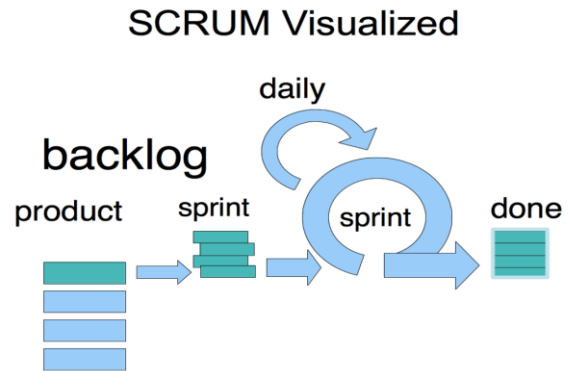 SCRUM Visualized
daily
backlog
product
sprint
sprint
done